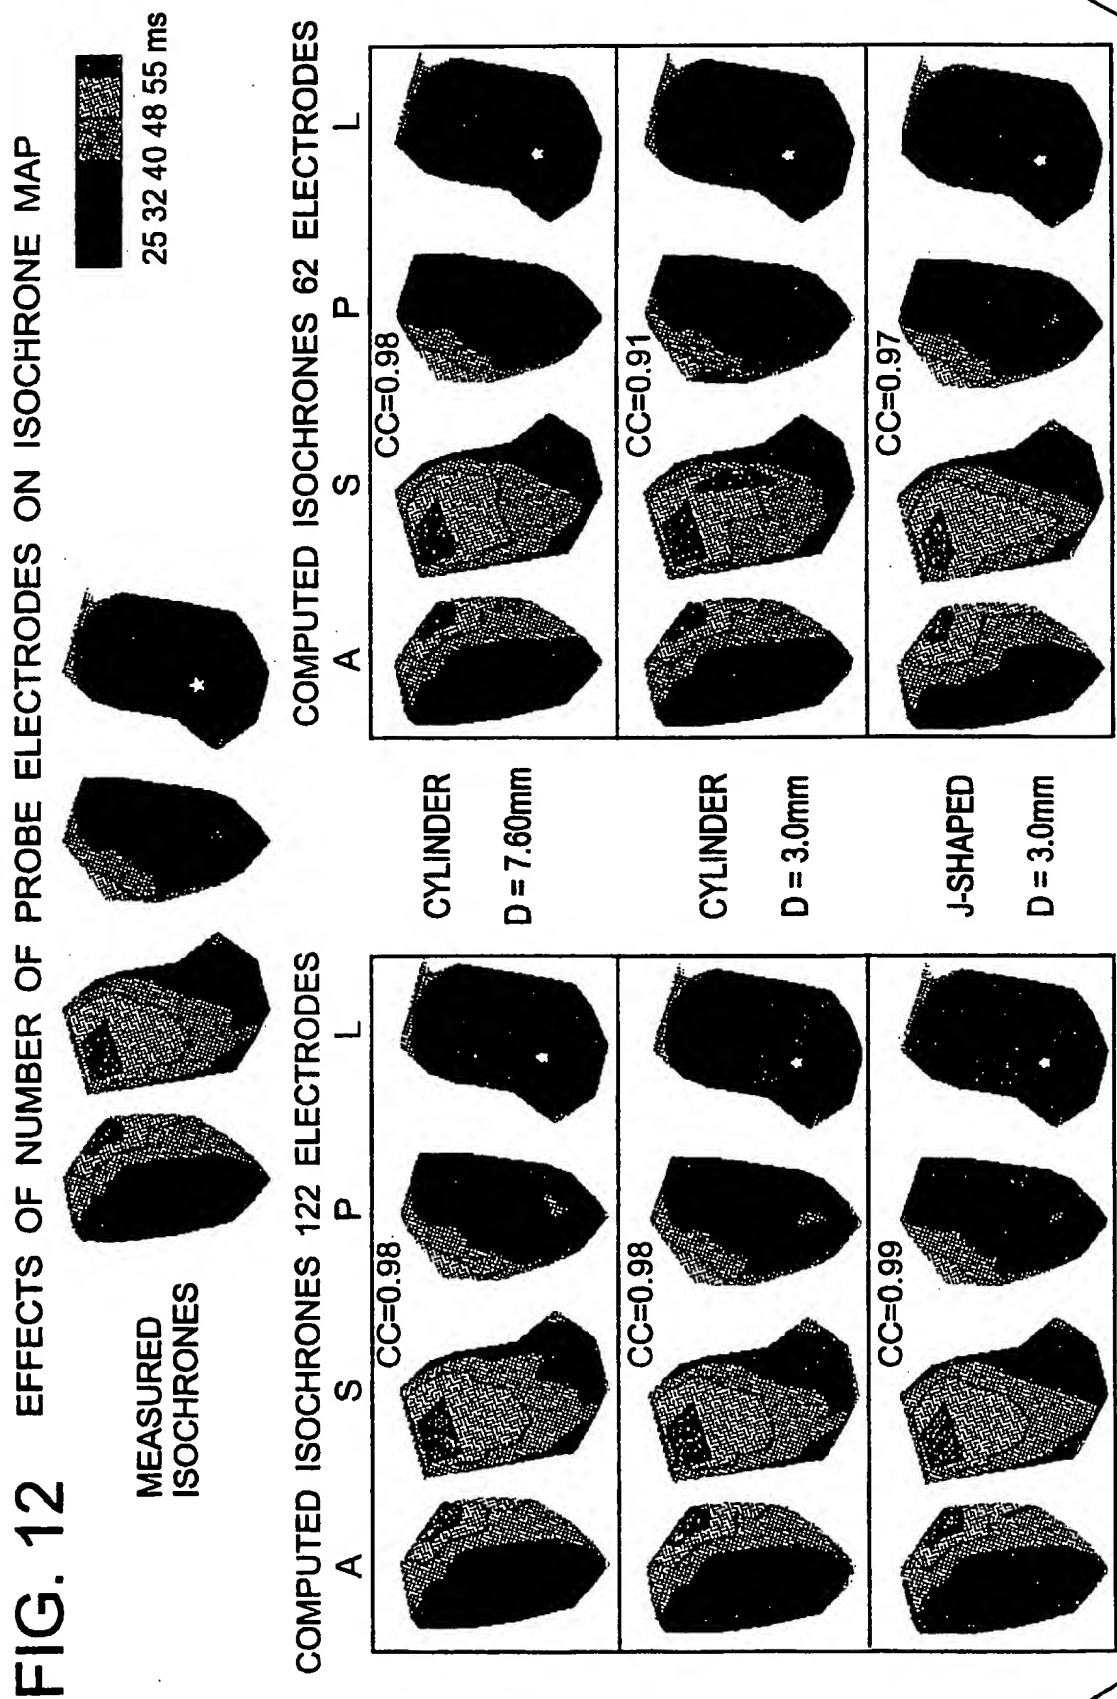 FIG. 12 EFFECTS OF NUMBER OF PROBE ELECTRODES ON ISOCHRONE MAP
MEASURED
ISOCHRONES
25 32 40 48 55 ms
COMPUTED ISOCHRONES 122 ELECTRODES
COMPUTED ISOCHRONES 62 ELECTRODES
A S P L
A S P L
CC=0.98
CYLINDER
D = 7.60mm
CC=0.98
CC=0.98
CYLINDER
D = 3.0mm
CC=0.91
CC=0.99
J-SHAPED
D = 3.0mm
CC=0.97